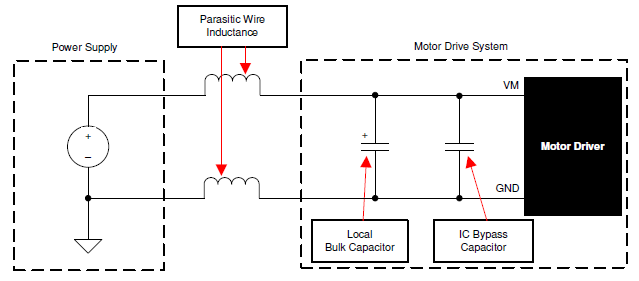 Parasitic Wire
Inductance
Power Supply
Motor Drive System
VM
+
+
Motor Driver
–
GND
Local
Bulk Capacitor
IC Bypass
Capacitor